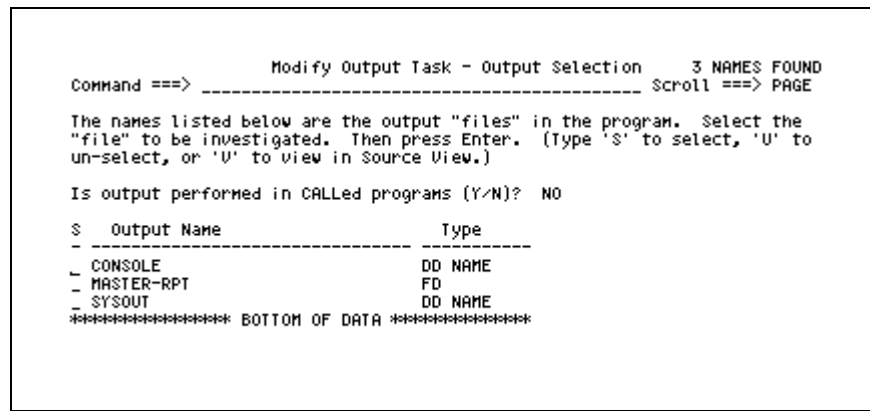 Modify Output Task - Output Selection 3 NAMES FOUND
Command ===> ____________________________________________ Scroll ===> PAGE
The names listed below are the output "files" in the program. Select the
"file" to be investigated. Then press Enter. (Type 'S' to select, 'U' to
un-select, or 'V' to view in Source View.)
Is output performed in CALLed programs (Y/N)? NO
S Output Name Type
- -------------------------------- -----------
_ CONSOLE DD NAME
_ MASTER-RPT FD
_ SYSOUT DD NAME
***************** BOTTOM OF DATA ***************